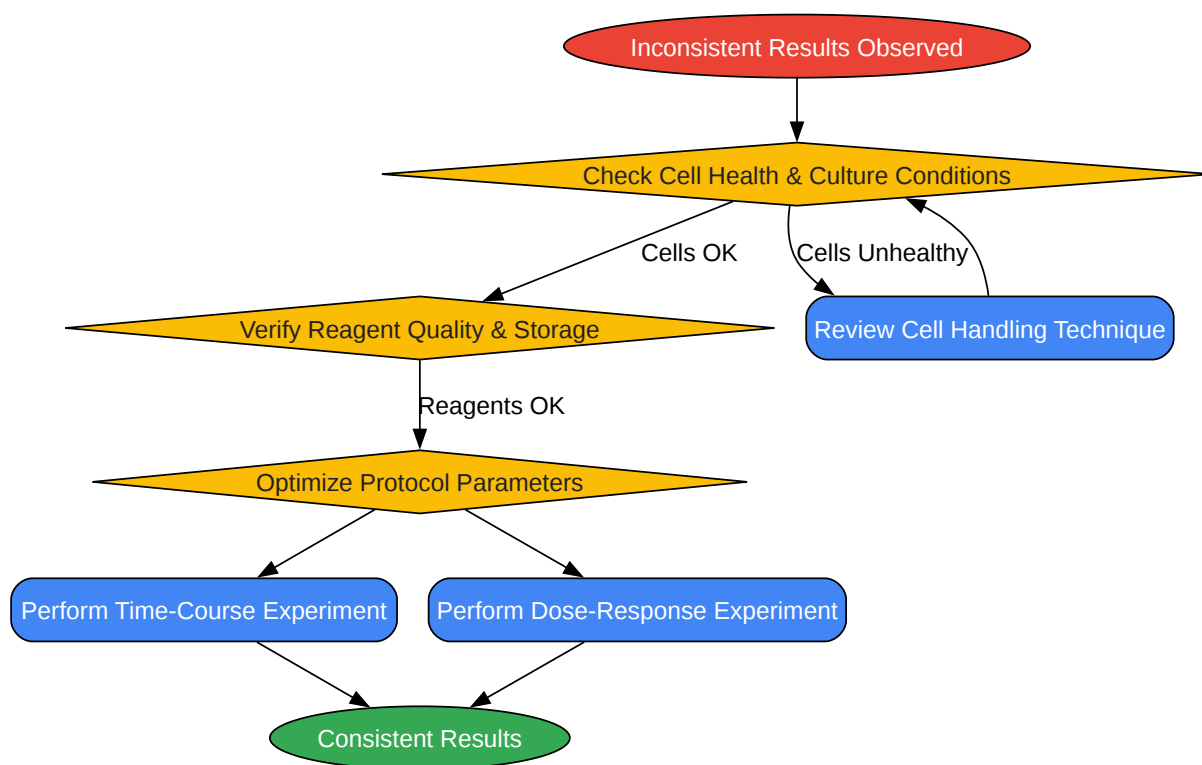 Inconsistent Results Observed
Check Cell Health & Culture Conditions
Cells OK
Cells Unhealthy
Verify Reagent Quality & Storage
Review Cell Handling Technique
Reagents OK
Optimize Protocol Parameters
Perform Time-Course Experiment
Perform Dose-Response Experiment
Consistent Results